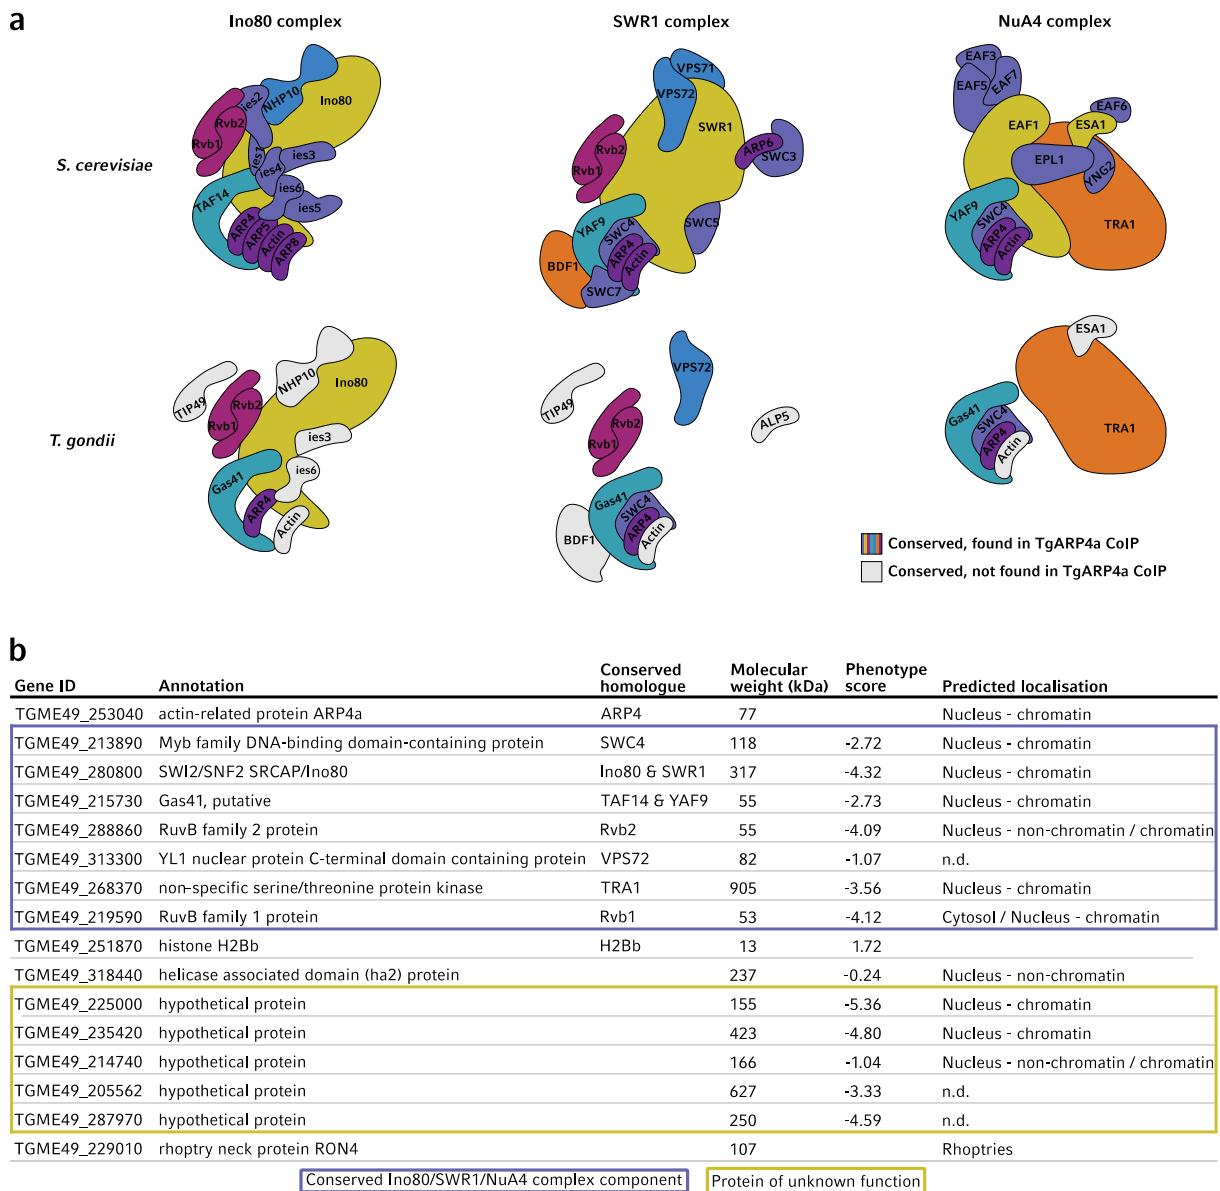 a
Ino80 complex
SWR1 complex
NuA4 complex
S. cerevisiae
ies2
NHP10
Ino80
Rvb2
Rvb1
ies1
ies3
ies4
ies6
ies5
TAF14
ARP4
ARP5
Actin
ARP8
VPS71
VPS72
SWR1
Rvb2
Rvb1
ARP6
SWC3
YAF9
SWC4
ARP4
Actin
SWC5
BDF1
SWC7
EAF3
EAF5
EAF7
EAF6
EAF1
ESA1
EPL1
YNG2
YAF9
SWC4
ARP4
Actin
TRA1
T. gondii
TIP49
NHP10
Ino80
Rvb2
Rvb1
ies3
ies6
Gas41
ARP4
Actin
VPS72
TIP49
Rvb2
Rvb1
ALP5
Gas41
SWC4
ARP4
Actin
BDF1
ESA1
Gas41
SWC4
ARP4
Actin
TRA1
Conserved, found in TgARP4a CoIP
Conserved, not found in TgARP4a CoIP
b
Gene ID Annotation Conserved homologue Molecular weight (kDa) Phenotype score Predicted localisation
TGME49_253040 actin-related protein ARP4a ARP4 77 Nucleus - chromatin
TGME49_213890 Myb family DNA-binding domain-containing protein SWC4 118 -2.72 Nucleus - chromatin
TGME49_280800 SWI2/SNF2 SRCAP/Ino80 Ino80 & SWR1 317 -4.32 Nucleus - chromatin
TGME49_215730 Gas41, putative TAF14 & YAF9 55 -2.73 Nucleus - chromatin
TGME49_288860 RuvB family 2 protein Rvb2 55 -4.09 Nucleus - non-chromatin / chromatin
TGME49_313300 YL1 nuclear protein C-terminal domain containing protein VPS72 82 -1.07 n.d.
TGME49_268370 non-specific serine/threonine protein kinase TRA1 905 -3.56 Nucleus - chromatin
TGME49_219590 RuvB family 1 protein Rvb1 53 -4.12 Cytosol / Nucleus - chromatin
TGME49_251870 histone H2Bb H2Bb 13 1.72
TGME49_318440 helicase associated domain (ha2) protein 237 -0.24 Nucleus - non-chromatin
TGME49_225000 hypothetical protein 155 -5.36 Nucleus - chromatin
TGME49_235420 hypothetical protein 423 -4.80 Nucleus - chromatin
TGME49_214740 hypothetical protein 166 -1.04 Nucleus - non-chromatin / chromatin
TGME49_205562 hypothetical protein 627 -3.33 n.d.
TGME49_287970 hypothetical protein 250 -4.59 n.d.
TGME49_229010 rhoptry neck protein RON4 107 Rhoptries
Conserved Ino80/SWR1/NuA4 complex component
Protein of unknown function